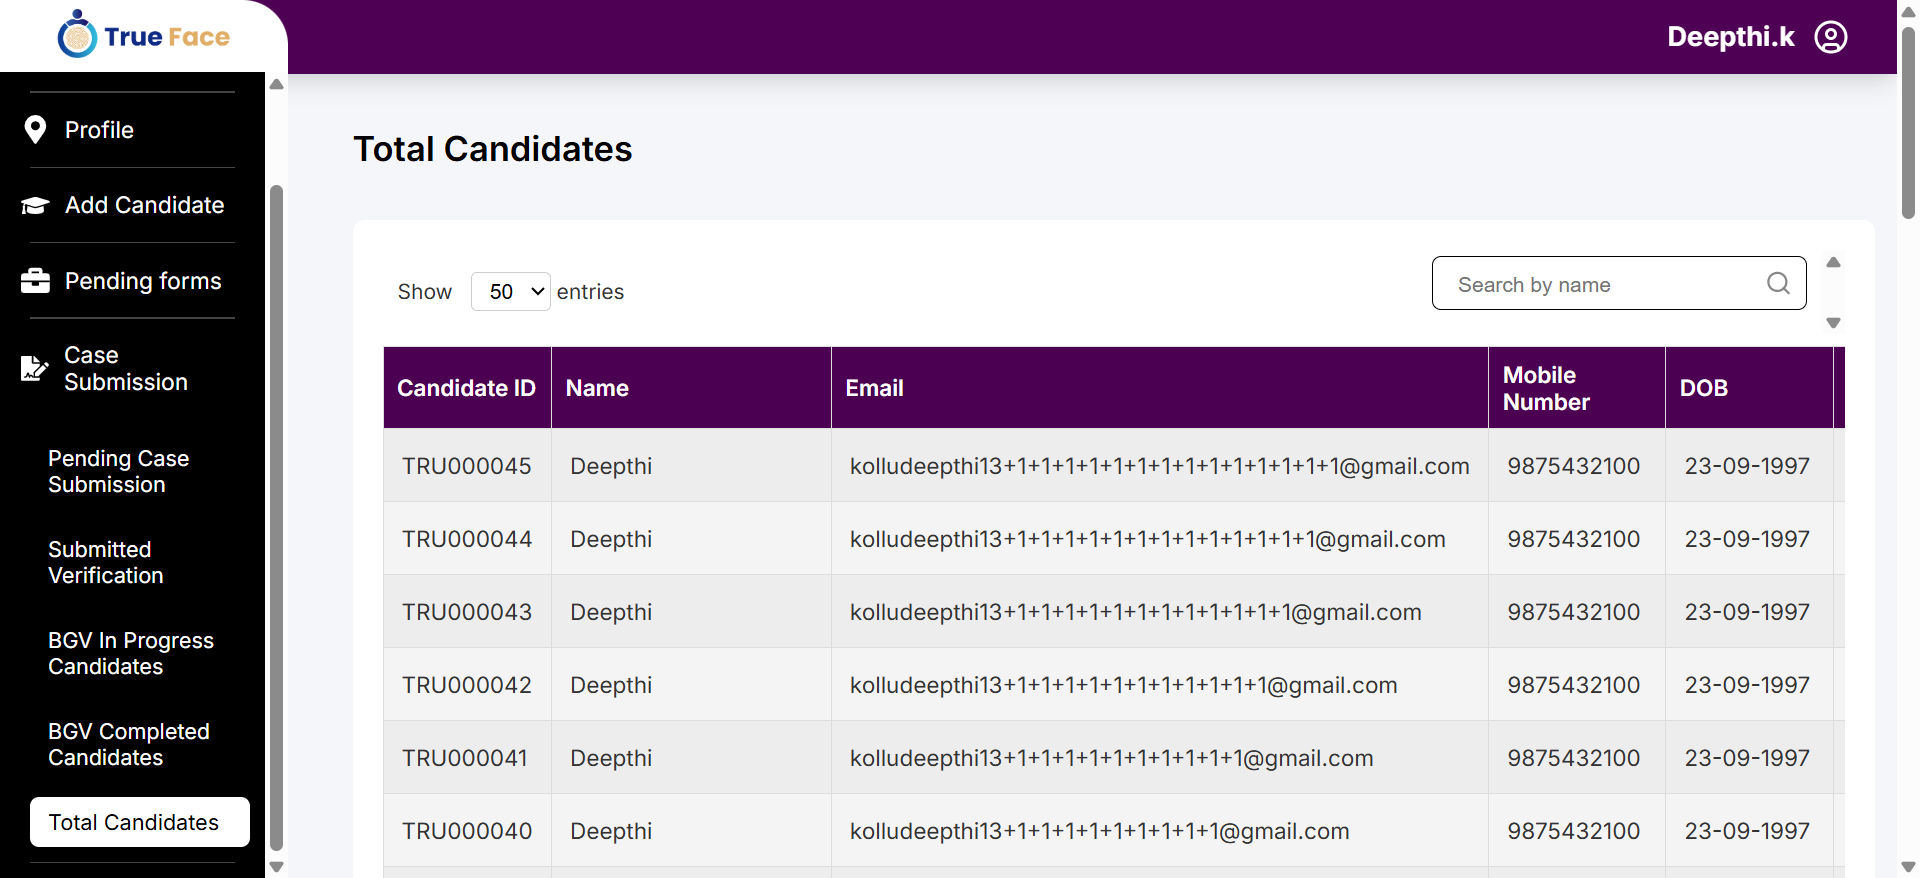 True Face
Deepthi.k
Profile
Add Candidate
Pending forms
Case
Submission
Pending Case
Submission
Submitted
Verification
BGV In Progress
Candidates
BGV Completed
Candidates
Total Candidates
Total Candidates
Show 50 entries
Search by name
Candidate ID Name Email Mobile Number DOB
TRU000045 Deepthi kolludeepthi13+1+1+1+1+1+1+1+1+1+1+1+1+1+1@gmail.com 9875432100 23-09-1997
TRU000044 Deepthi kolludeepthi13+1+1+1+1+1+1+1+1+1+1+1+1+1@gmail.com 9875432100 23-09-1997
TRU000043 Deepthi kolludeepthi13+1+1+1+1+1+1+1+1+1+1+1+1@gmail.com 9875432100 23-09-1997
TRU000042 Deepthi kolludeepthi13+1+1+1+1+1+1+1+1+1+1+1@gmail.com 9875432100 23-09-1997
TRU000041 Deepthi kolludeepthi13+1+1+1+1+1+1+1+1+1+1@gmail.com 9875432100 23-09-1997
TRU000040 Deepthi kolludeepthi13+1+1+1+1+1+1+1+1+1@gmail.com 9875432100 23-09-1997